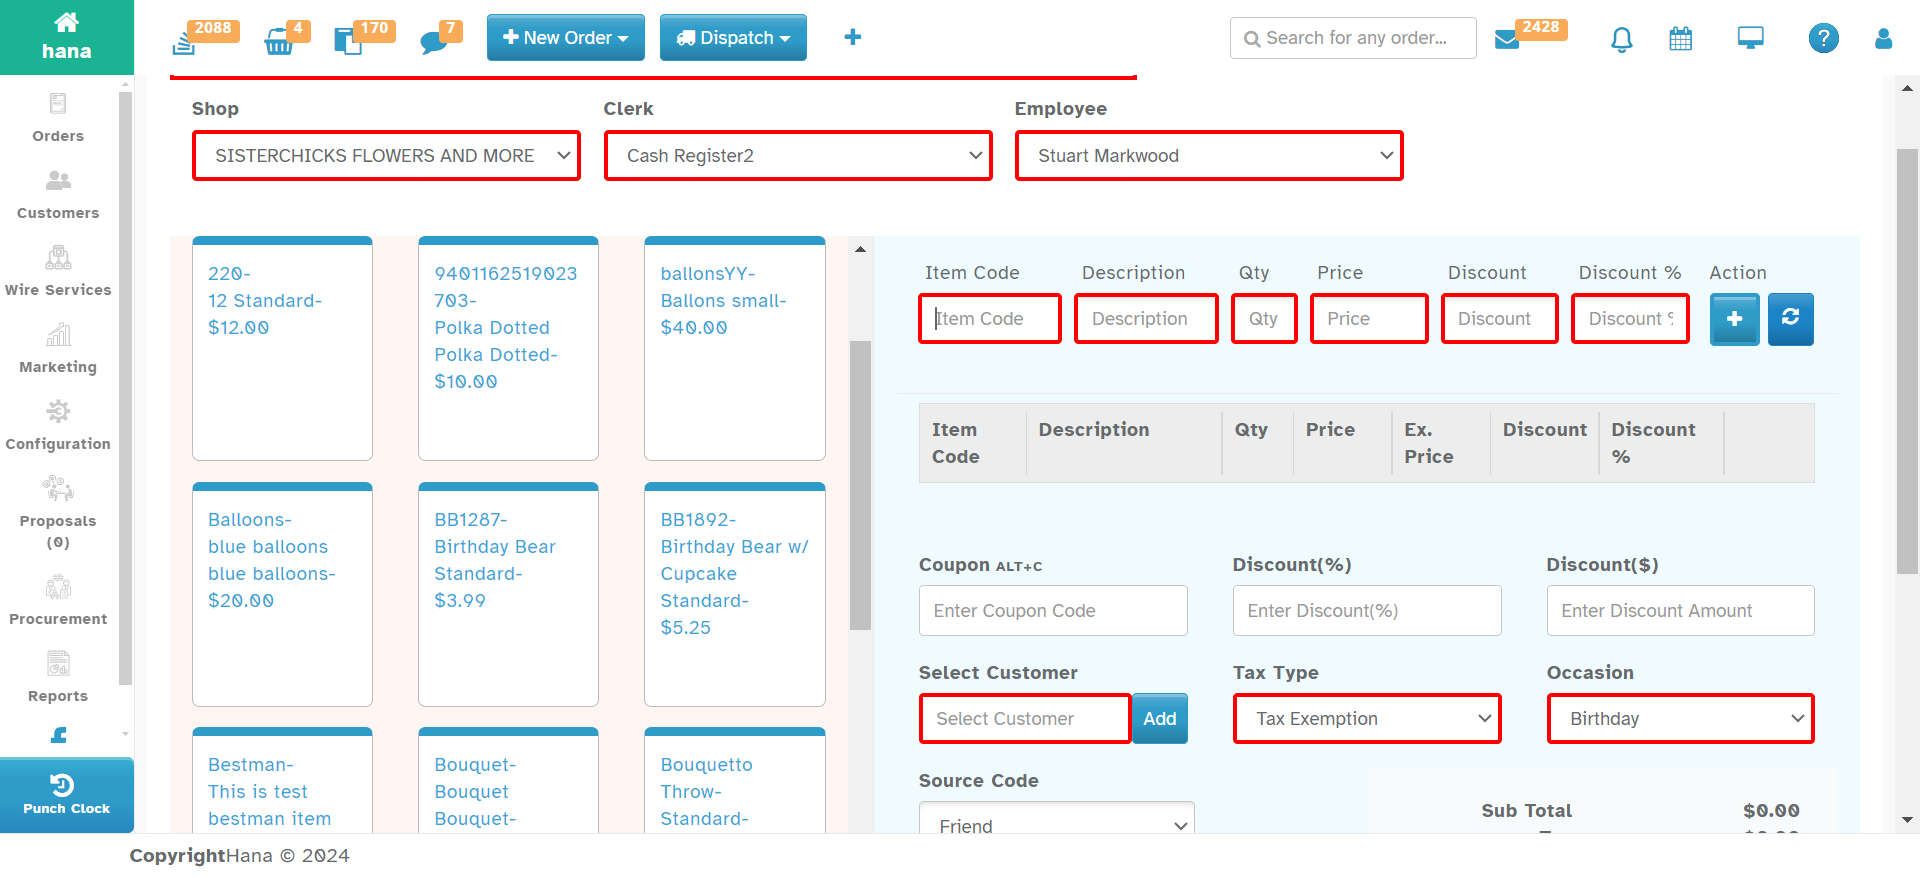 hana
2088
4
170
7
New Order
Dispatch
Search for any order...
2428
?
Orders
Customers
Wire Services
Marketing
Configuration
Proposals
(0)
Procurement
Reports
Punch Clock
Shop
Clerk
Employee
SISTERCHICKS FLOWERS AND MORE
Cash Register2
Stuart Markwood
220-
12 Standard-
$12.00
9401162519023
703-
Polka Dotted
Polka Dotted-
$10.00
ballonsYY-
Ballons small-
$40.00
Balloons-
blue balloons
blue balloons-
$20.00
BB1287-
Birthday Bear
Standard-
$3.99
BB1892-
Birthday Bear w/
Cupcake
Standard-
$5.25
Bestman-
This is test
bestman item
Bouquet-
Bouquet
Bouquet-
Bouquetto
Throw-
Standard-
Item Code
Description
Qty
Price
Discount
Discount %
Action
Item Code
Description
Qty
Price
Discount
Discount %
Item
Code
Description
Qty
Price
Ex.
Price
Discount
Discount
%
Coupon ALT+C
Discount(%)
Discount($)
Enter Coupon Code
Enter Discount(%)
Enter Discount Amount
Select Customer
Tax Type
Occasion
Select Customer
Add
Tax Exemption
Birthday
Source Code
Friend
Sub Total
$0.00
CopyrightHana © 2024